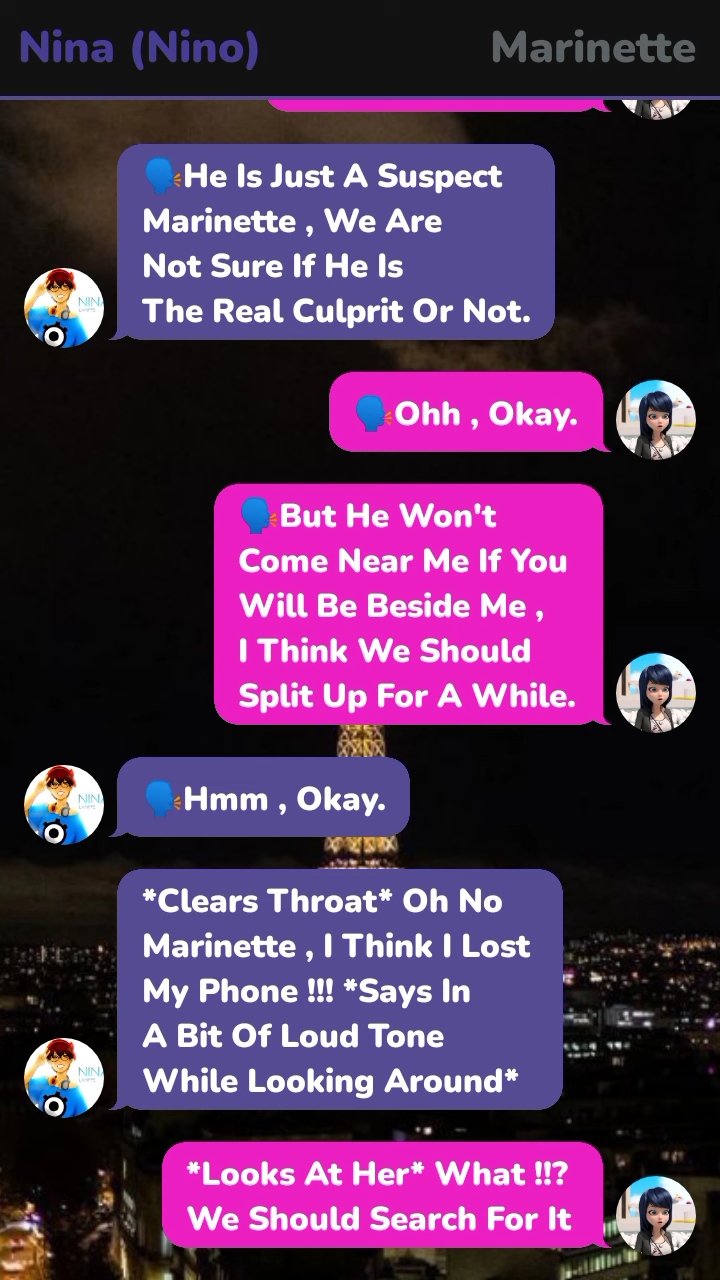 Nina (Nino)
Marinette
🗣️He Is Just A Suspect
Marinette , We Are
Not Sure If He Is
The Real Culprit Or Not.
🗣️Ohh , Okay.
🗣️But He Won't
Come Near Me If You
Will Be Beside Me ,
I Think We Should
Split Up For A While.
🗣️Hmm , Okay.
*Clears Throat* Oh No
Marinette , I Think I Lost
My Phone !!! *Says In
A Bit Of Loud Tone
While Looking Around*
*Looks At Her* What !!?
We Should Search For It